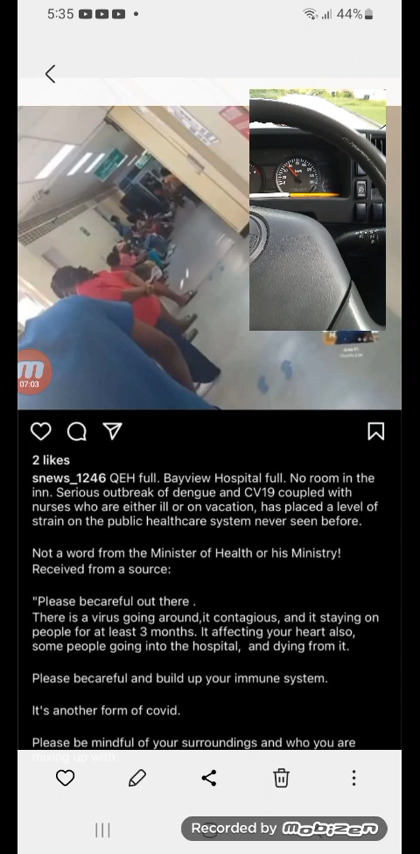 5:35
44%
07:03
2 likes
snews_1246 QEH full. Bayview Hospital full. No room in the
inn. Serious outbreak of dengue and CV19 coupled with
nurses who are either ill or on vacation, has placed a level of
strain on the public healthcare system never seen before.
Not a word from the Minister of Health or his Ministry!
Received from a source:
"Please becareful out there .
There is a virus going around,it contagious, and it staying on
people for at least 3 months. It affecting your heart also,
some people going into the hospital, and dying from it.
Please becareful and build up your immune system.
It's another form of covid.
Please be mindful of your surroundings and who you are
mixing up with
Recorded by mobizen